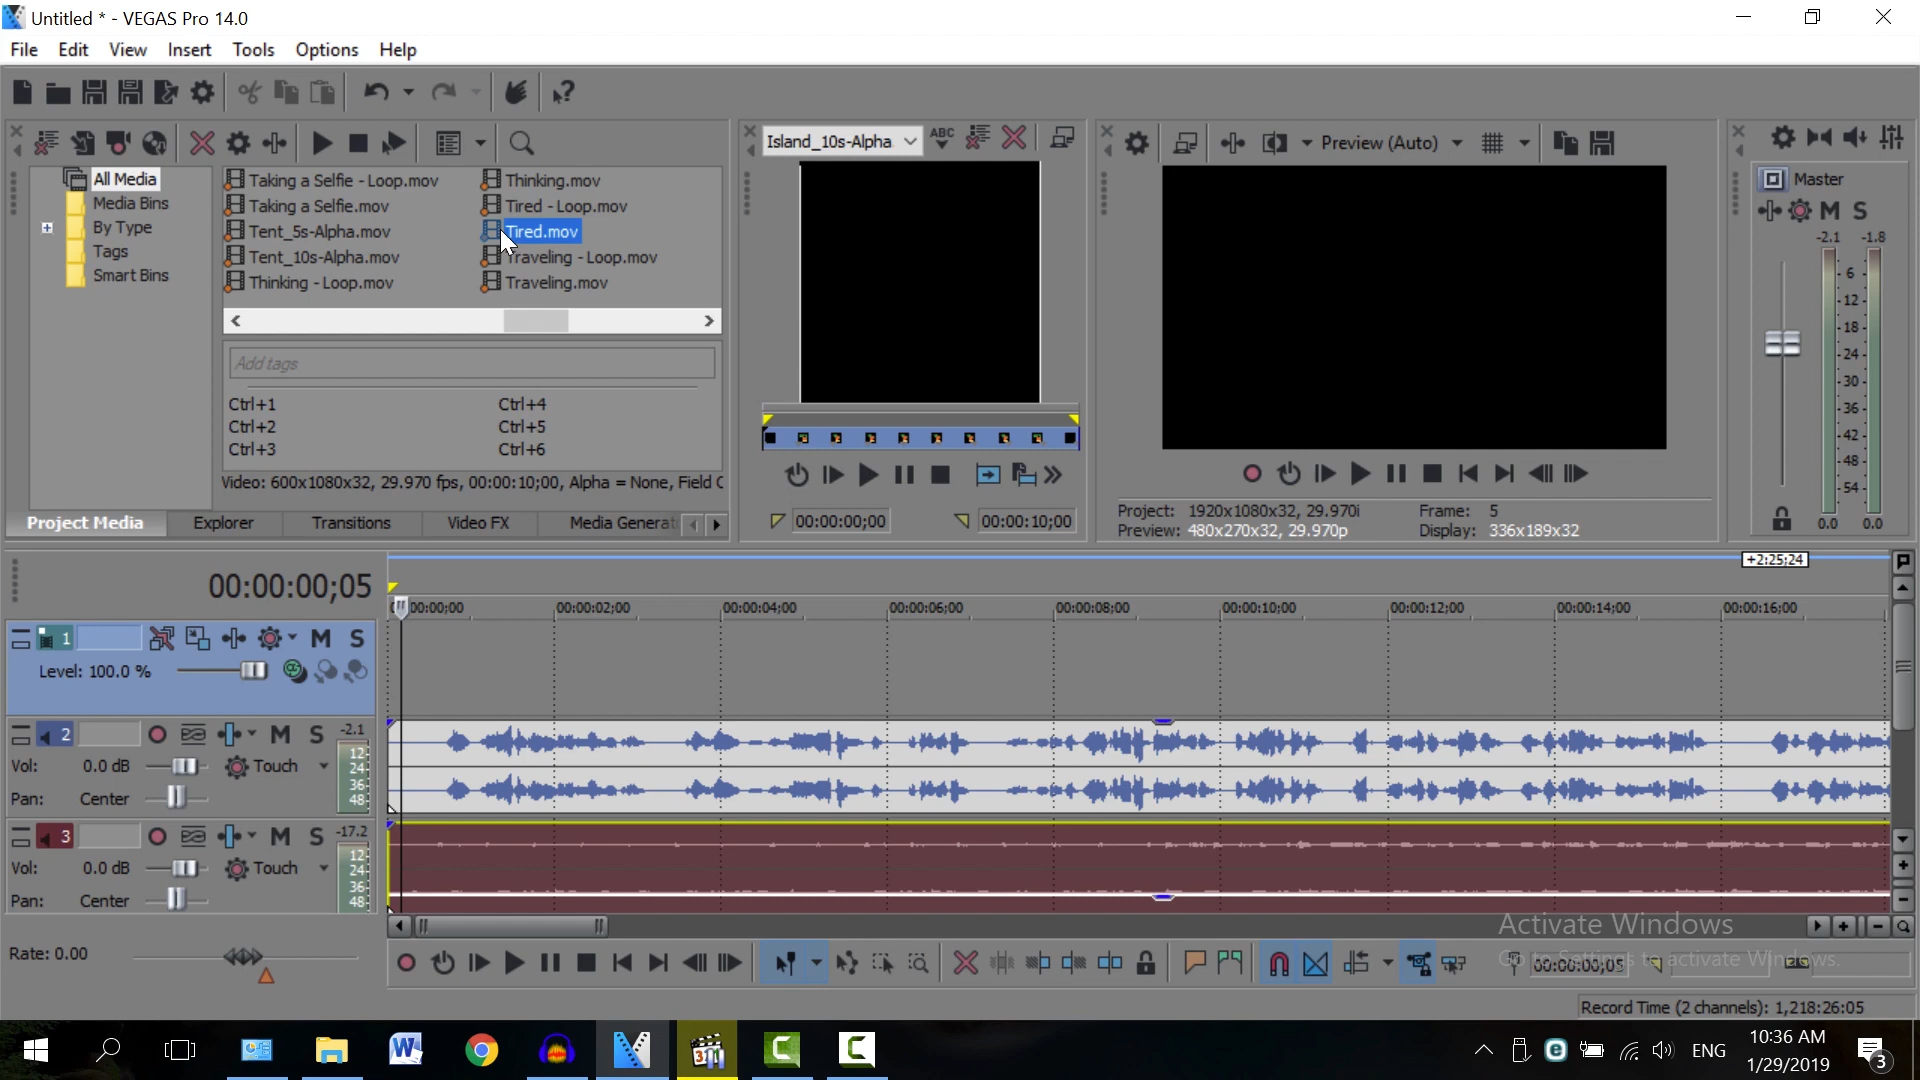 Untitled * - VEGAS Pro 14.0
File Edit View Insert Tools Options Help
All Media
Media Bins
By Type
Tags
Smart Bins
Taking a Selfie - Loop.mov
Taking a Selfie.mov
Tent_5s-Alpha.mov
Tent_10s-Alpha.mov
Thinking - Loop.mov
Thinking.mov
Tired - Loop.mov
Tired.mov
Traveling - Loop.mov
Traveling.mov
Add tags
Ctrl+1 Ctrl+4
Ctrl+2 Ctrl+5
Ctrl+3 Ctrl+6
Video: 600x1080x32, 29.970 fps, 00:00:10;00, Alpha = None, Field O
Project Media Explorer Transitions Video FX Media Generat
Island_10s-Alpha. ABC
00:00:00;00 00:00:10;00
Preview (Auto)
Project: 1920x1080x32, 29.970i Frame: 5
Preview: 480x270x32, 29.970p Display: 336x189x32
Master
M S
-2.1 -1.8
- 6 -
-12-
-18-
-24-
-30-
-36-
-42-
-48-
-54-
0.0 0.0
+2:25;24
00:00:00;05
00:00:00;00 00:00:02;00 00:00:04;00 00:00:06;00 00:00:08;00 00:00:10;00 00:00:12;00 00:00:14;00 00:00:16;00
1 M S
Level: 100.0 %
2 M S -2.1
Vol: 0.0 dB Touch
Pan: Center
12
24
36
48
3 M S -17.2
Vol: 0.0 dB Touch
Pan: Center
12
24
36
48
Rate: 0.00
Activate Windows
Go to Settings to activate Windows.
00:00:00;05
Record Time (2 channels): 1,218:26:05
ENG
10:36 AM
1/29/2019
3